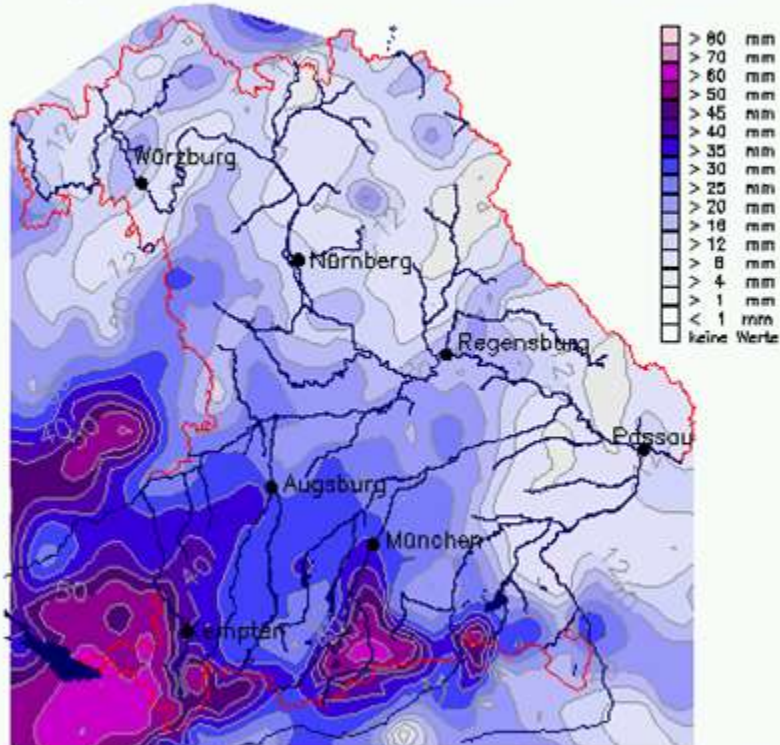 > 80 mm
> 70 mm
> 60 mm
> 50 mm
> 45 mm
> 40 mm
> 35 mm
> 30 mm
> 25 mm
> 20 mm
> 16 mm
> 12 mm
> 8 mm
> 4 mm
> 1 mm
< 1 mm
keine Werte
12
Würzburg
12
12
Nürnberg
Regensburg
40
Passau
Augsburg
München
40
50
12
Kempten